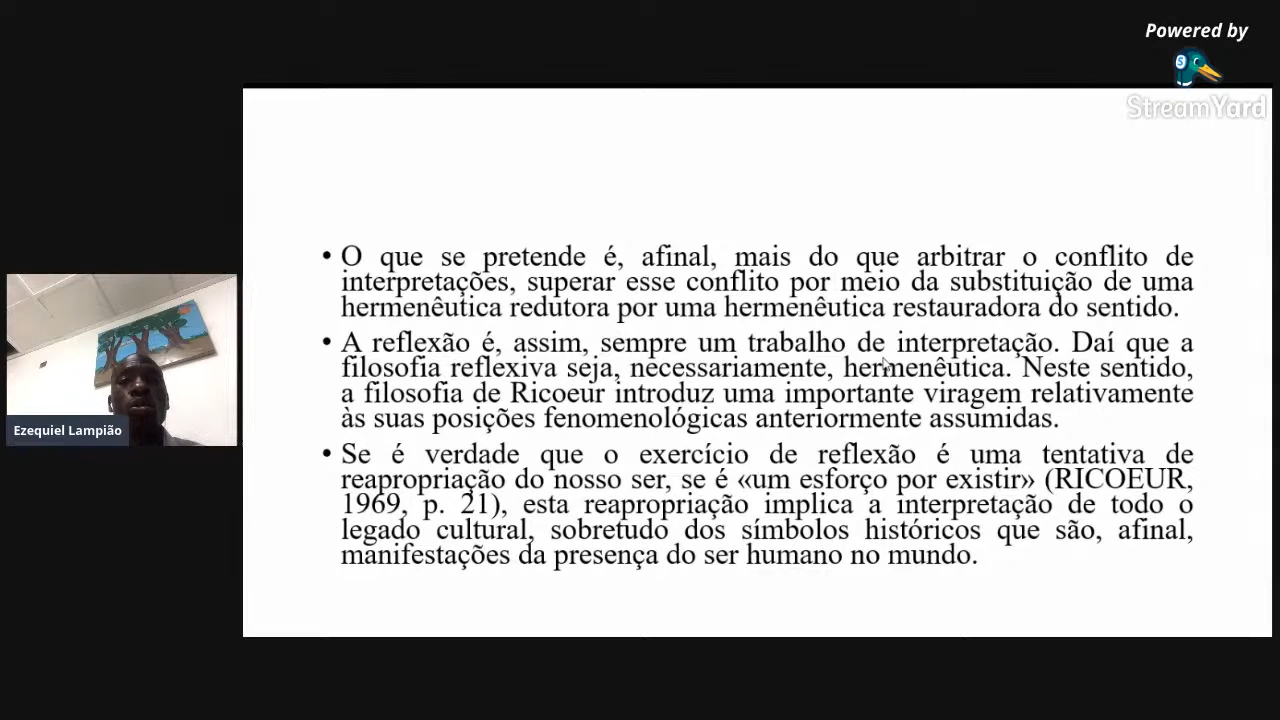 Powered by
StreamYard
• O que se pretende é, afinal, mais do que arbitrar o conflito de
interpretações, superar esse conflito por meio da substituição de uma
hermenêutica redutora por uma hermenêutica restauradora do sentido.
• A reflexão é, assim, sempre um trabalho de interpretação. Daí que a
filosofia reflexiva seja, necessariamente, hermenêutica. Neste sentido,
a filosofia de Ricoeur introduz uma importante viragem relativamente
às suas posições fenomenológicas anteriormente assumidas.
• Se é verdade que o exercício de reflexão é uma tentativa de
reapropriação do nosso ser, se é «um esforço por existir» (RICOEUR,
1969, p. 21), esta reapropriação implica a interpretação de todo o
legado cultural, sobretudo dos símbolos históricos que são, afinal,
manifestações da presença do ser humano no mundo.
Ezequiel Lampião